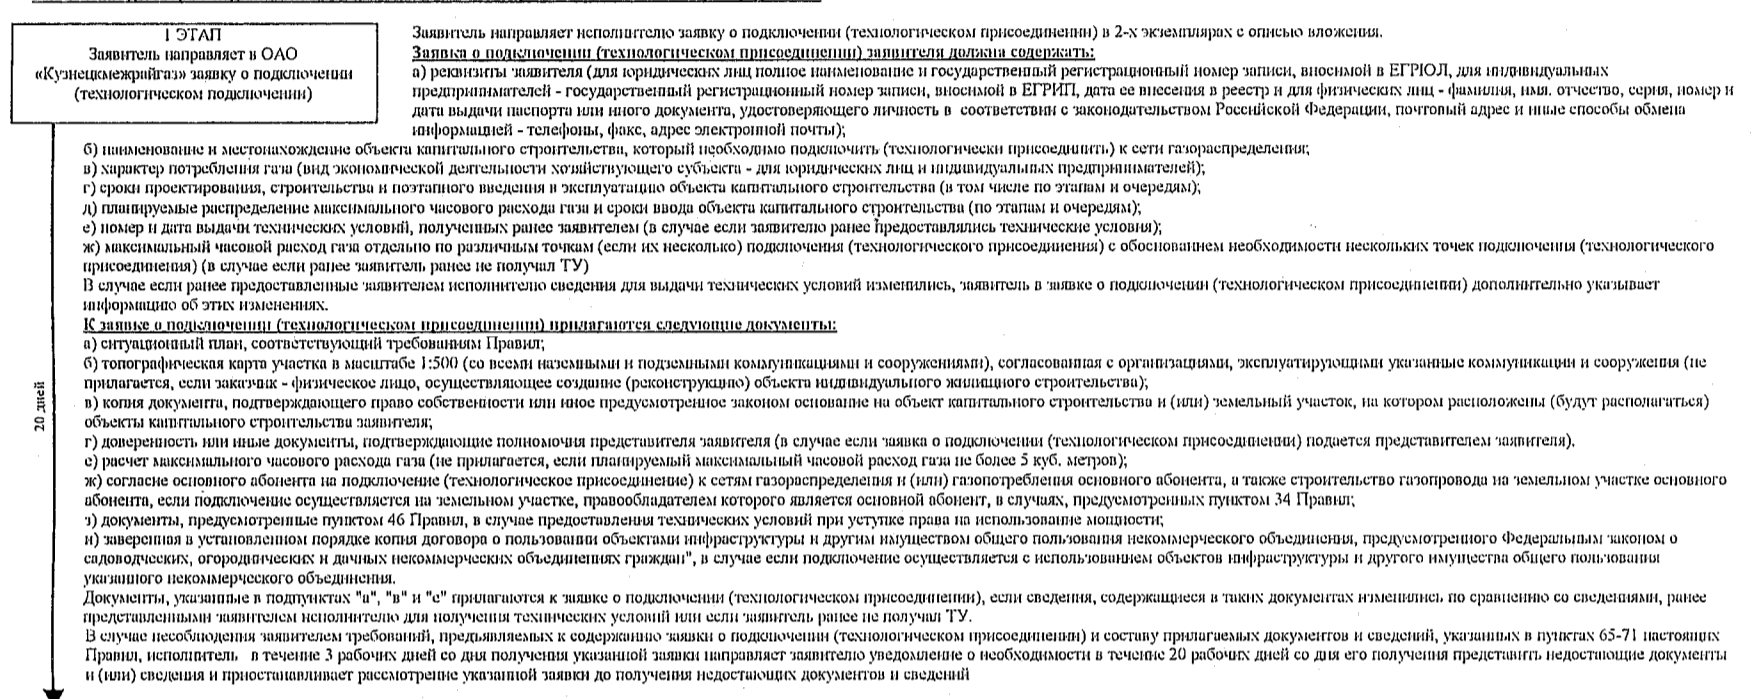 I ЭТАП
Заявитель направляет в ОАО
«Кузнецкмежрайгаз» заявку о подключении
(технологическом подключении)
Заявитель направляет исполнителю заявку о подключении (технологическом присоединении) в 2-х экземплярах с описью вложения.
Заявка о подключении (технологическом присоединении) заявителя должна содержать:
а) реквизиты заявителя (для юридических лиц полное наименование и государственный регистрационный номер записи, вносимой в ЕГРЮЛ, для индивидуальных
предпринимателей - государственный регистрационный номер записи, вносимой в ЕГРИП, дата ее внесения в реестр и для физических лиц - фамилия, имя. отчество, серия, номер и
дата выдачи паспорта или иного документа, удостоверяющего личность в соответствии с законодательством Российской Федерации, почтовый адрес и иные способы обмена
информацией - телефоны, факс, адрес электронной почты);
б) наименование и местонахождение объекта капитального строительства, который необходимо подключить (технологически присоединить) к сети газораспределения;
в) характер потребления газа (вид экономической деятельности хозяйствующего субъекта - для юридических лиц и индивидуальных предпринимателей);
г) сроки проектирования, строительства и поэтапного введения в эксплуатацию объекта капитального строительства (в том числе по этапам и очередям);
д) планируемые распределение максимального часового расхода газа и сроки ввода объекта капитального строительства (по этапам и очередям);
е) номер и дата выдачи технических условий, полученных ранее заявителем (в случае если заявителю ранее предоставлялись технические условия);
ж) максимальный часовой расход газа отдельно по различным точкам (если их несколько) подключения (технологического присоединения) с обоснованием необходимости нескольких точек подключения (технологического
присоединения) (в случае если ранее заявитель ранее не получал ТУ)
В случае если ранее предоставленные заявителем исполнителю сведения для выдачи технических условий изменились, заявитель в заявке о подключении (технологическом присоединении) дополнительно указывает
информацию об этих изменениях.
К заявке о подключении (технологическом присоединении) прилагаются следующие документы:
а) ситуационный план, соответствующий требованиям Правил;
б) топографическая карта участка в масштабе 1:500 (со всеми наземными и подземными коммуникациями и сооружениями), согласованная с организациями, эксплуатирующими указанные коммуникации и сооружения (не
прилагается, если заказчик - физическое лицо, осуществляющее создание (реконструкцию) объекта индивидуального жилищного строительства);
в) копия документа, подтверждающего право собственности или иное предусмотренное законом основание на объект капитального строительства и (или) земельный участок, на котором расположены (будут располагаться)
объекты капитального строительства заявителя;
г) доверенность или иные документы, подтверждающие полномочия представителя заявителя (в случае если заявка о подключении (технологическом присоединении) подается представителем заявителя).
е) расчет максимального часового расхода газа (не прилагается, если планируемый максимальный часовой расход газа не более 5 куб. метров);
ж) согласие основного абонента на подключение (технологическое присоединение) к сетям газораспределения и (или) газопотребления основного абонента, а также строительство газопровода на земельном участке основного
абонента, если подключение осуществляется на земельном участке, правообладателем которого является основной абонент, в случаях, предусмотренных пунктом 34 Правил;
з) документы, предусмотренные пунктом 46 Правил, в случае предоставления технических условий при уступке права на использование мощности;
и) заверенная в установленном порядке копия договора о пользовании объектами инфраструктуры и другим имуществом общего пользования некоммерческого объединения, предусмотренного Федеральным законом о
садоводческих, огороднических и дачных некоммерческих объединениях граждан", в случае если подключение осуществляется с использованием объектов инфраструктуры и другого имущества общего пользования
указанного некоммерческого объединения.
Документы, указанные в подпунктах "а", "в" и "е" прилагаются к заявке о подключении (технологическом присоединении), если сведения, содержащиеся в таких документах изменились по сравнению со сведениями, ранее
представленными заявителем исполнителю для получения технических условий или если заявитель ранее не получал ТУ.
В случае несоблюдения заявителем требований, предъявляемых к содержанию заявки о подключении (технологическом присоединении) и составу прилагаемых документов и сведений, указанных в пунктах 65-71 настоящих
Правил, исполнитель в течение 3 рабочих дней со дня получения указанной заявки направляет заявителю уведомление о необходимости в течение 20 рабочих дней со дня его получения представить недостающие документы
и (или) сведения и приостанавливает рассмотрение указанной заявки до получения недостающих документов и сведений
20 дней